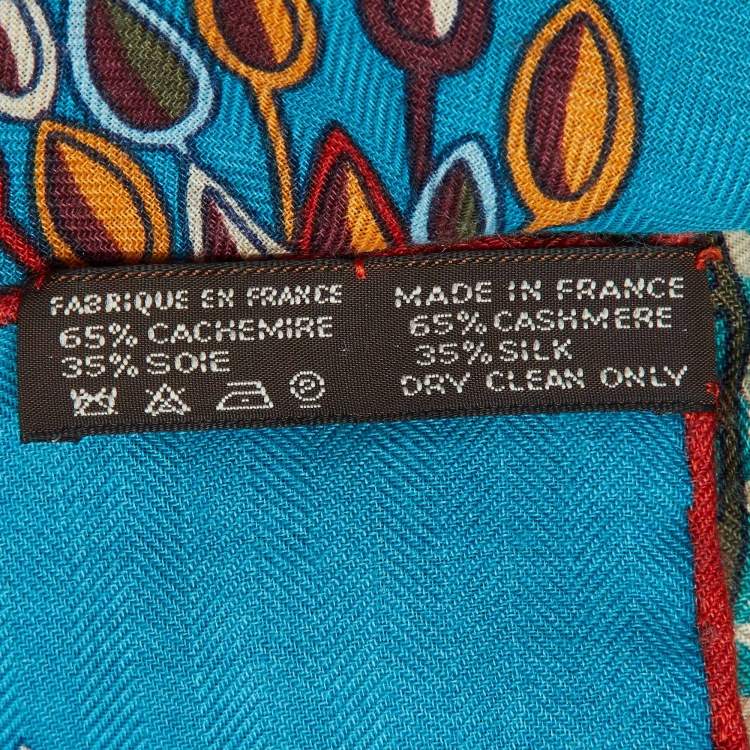 FABRIQUE EN FRANCE
65% CACHEMIRE
35% SOIE
MADE IN FRANCE
65% CASHMERE
35% SILK
DRY CLEAN ONLY
P